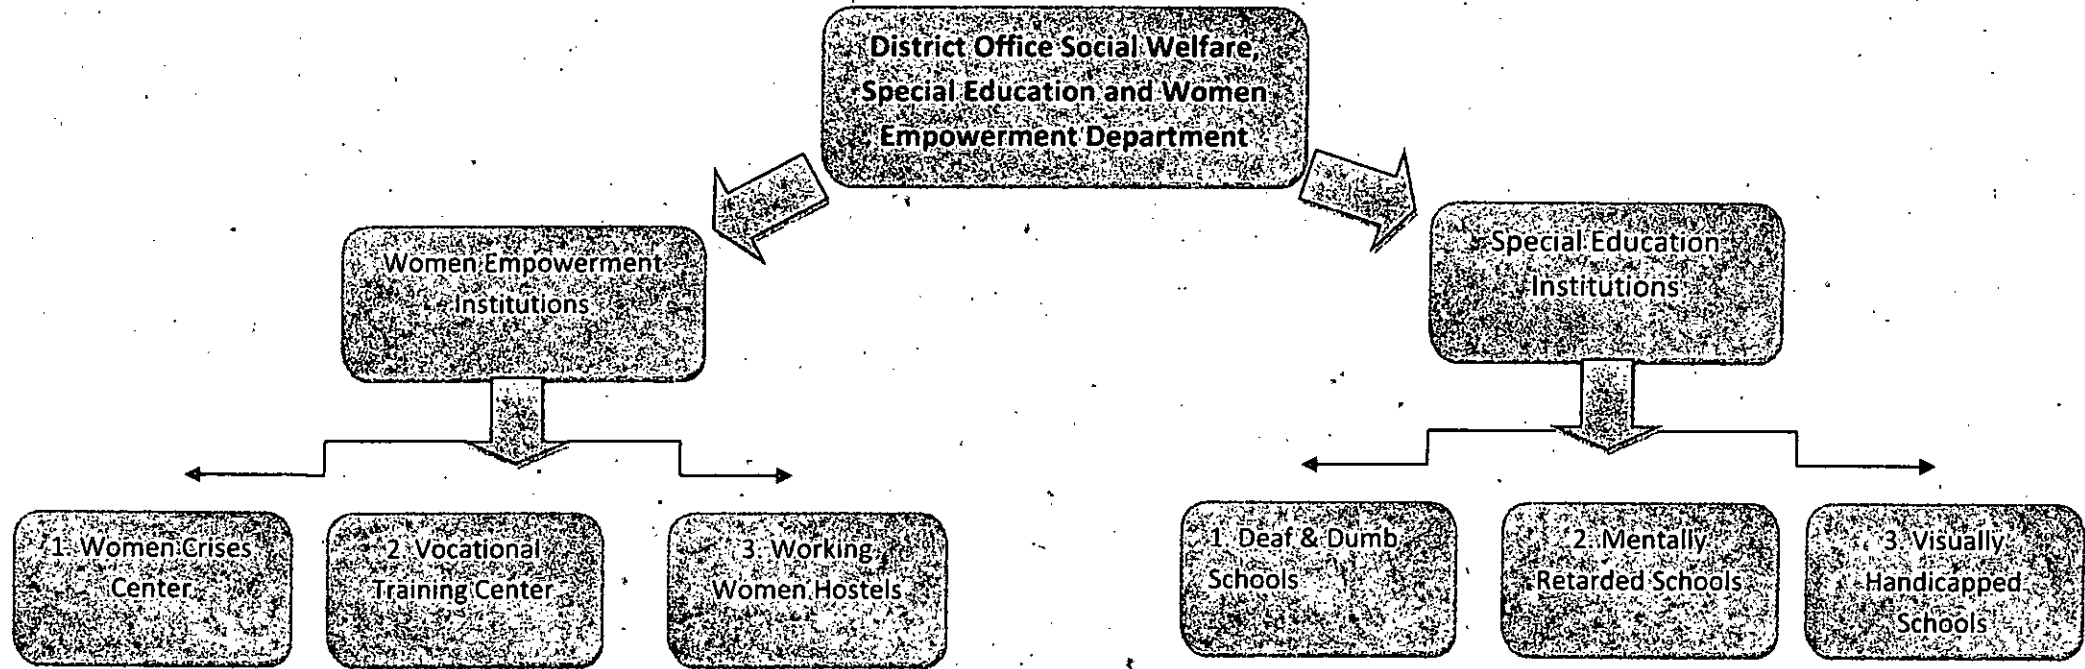 District Office Social Welfare,
Special Education and Women
Empowerment Department
Women Empowerment
Institutions
Special Education
Institutions
1. Women Crises
Center
2. Vocational
Training Center
3. Working
Women Hostels
1. Deaf & Dumb
Schools
2. Mentally
Retarded Schools
3. Visually
Handicapped
Schools